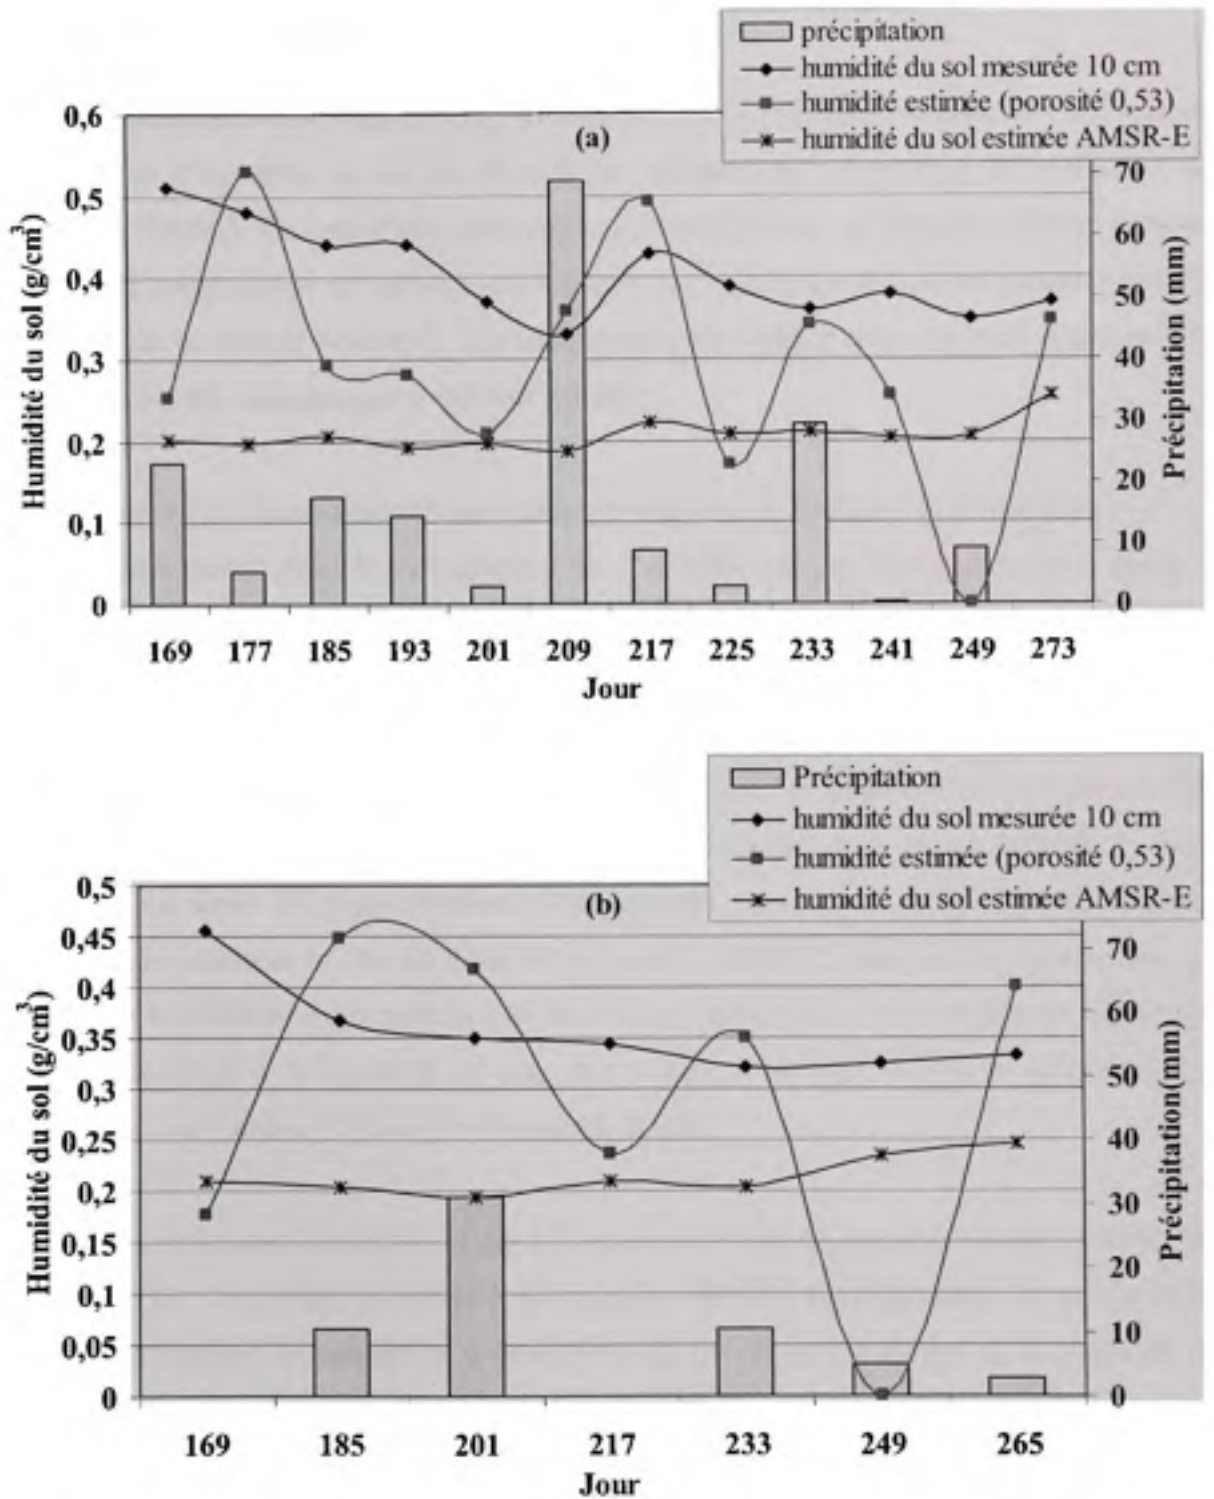 précipitation
humidité du sol mesurée 10 cm
humidité estimée (porosité 0,53)
humidité du sol estimée AMSR-E
(a)
Humidité du sol (g/cm³)
0,6
0,5
0,4
0,3
0,2
0,1
0
Précipitation (mm)
70
60
50
40
30
20
10
0
169 177 185 193 201 209 217 225 233 241 249 273
Jour
Précipitation
humidité du sol mesurée 10 cm
humidité estimée (porosité 0,53)
humidité du sol estimée AMSR-E
(b)
Humidité du sol (g/cm³)
0,5
0,45
0,4
0,35
0,3
0,25
0,2
0,15
0,1
0,05
0
Précipitation(mm)
70
60
50
40
30
20
10
0
169 185 201 217 233 249 265
Jour